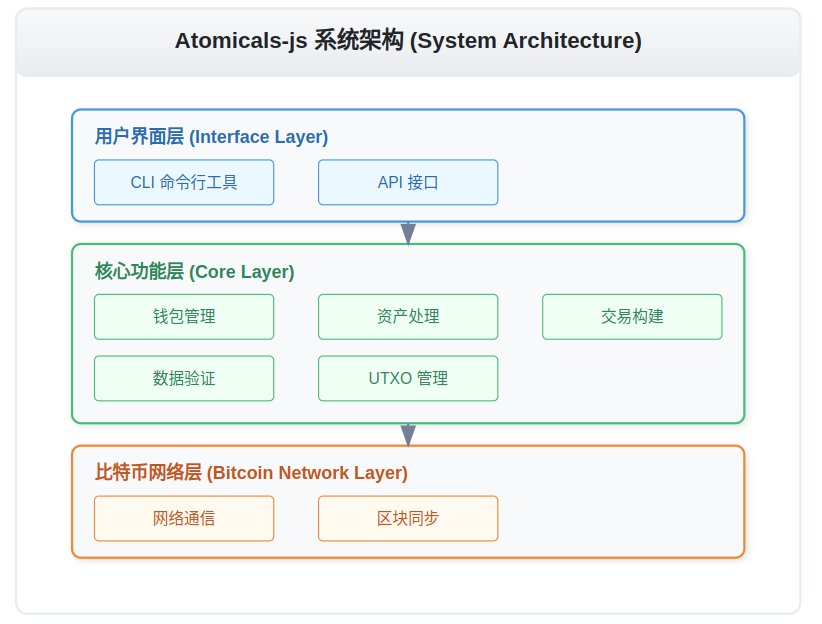 Atomicals-js 系统架构 (System Architecture)
用户界面层 (Interface Layer)
CLI 命令行工具
API 接口
核心功能层 (Core Layer)
钱包管理
资产处理
交易构建
数据验证
UTXO 管理
比特币网络层 (Bitcoin Network Layer)
网络通信
区块同步